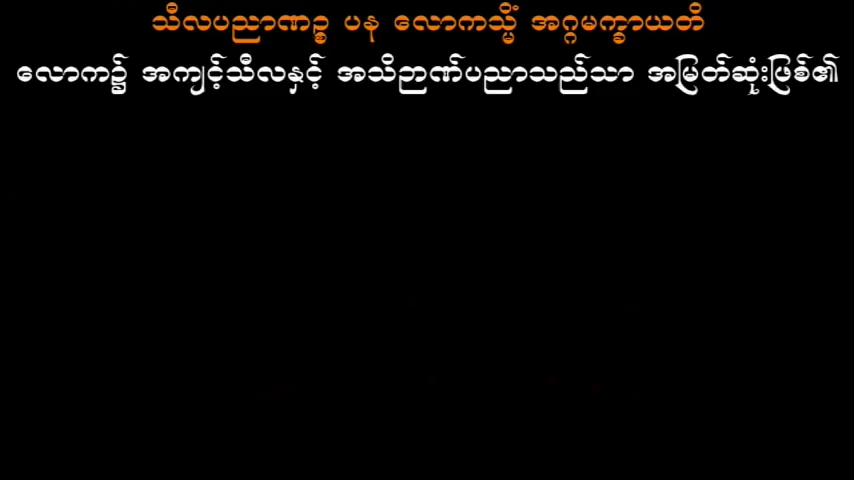 သီလပညာဏဉ္စ ပန လောကသ္မိံ အဂ္ဂမက္ခာယတိ
လောက၌ အကျင့်သီလနှင့် အသိဉာဏ်ပညာသည်သာ အမြတ်ဆုံးဖြစ်၏